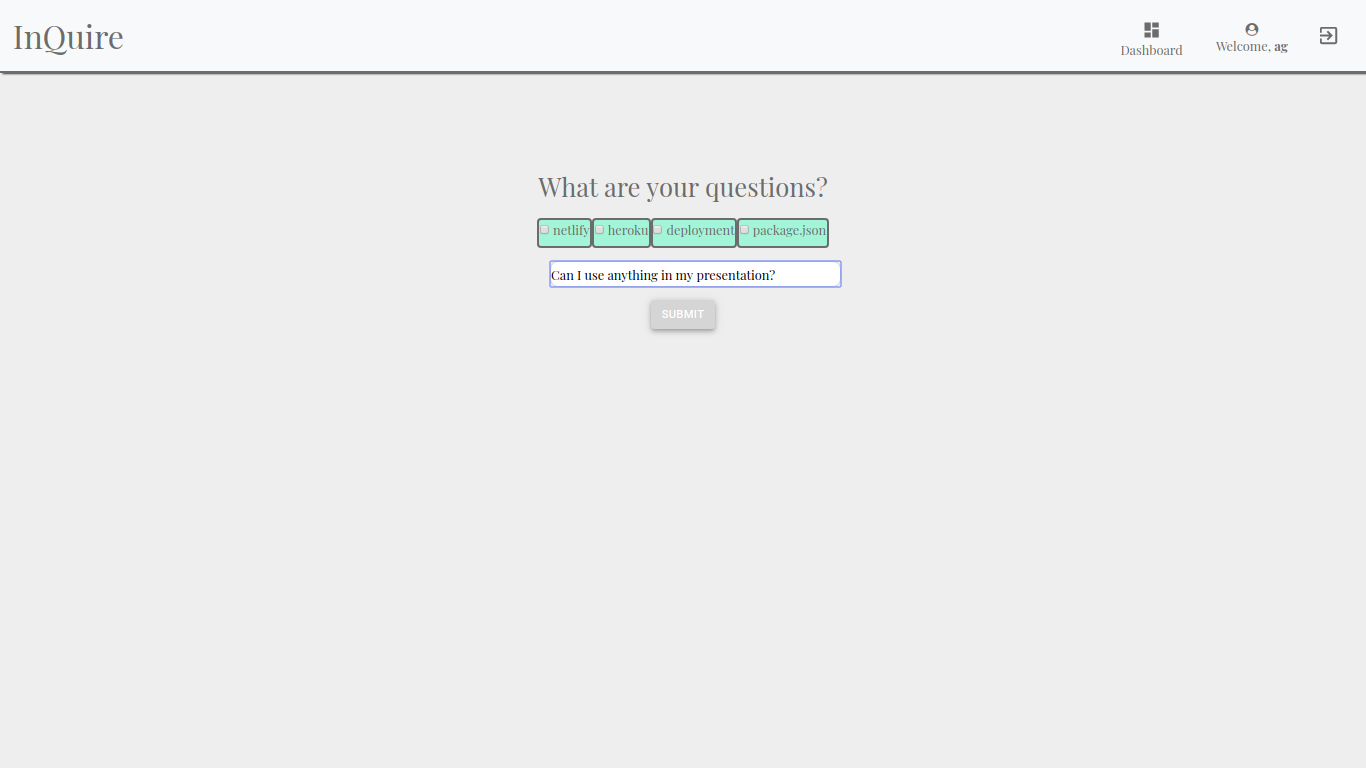 InQuire
Dashboard
Welcome, ag
What are your questions?
netlify heroku deployment package.json
Can I use anything in my presentation?
SUBMIT